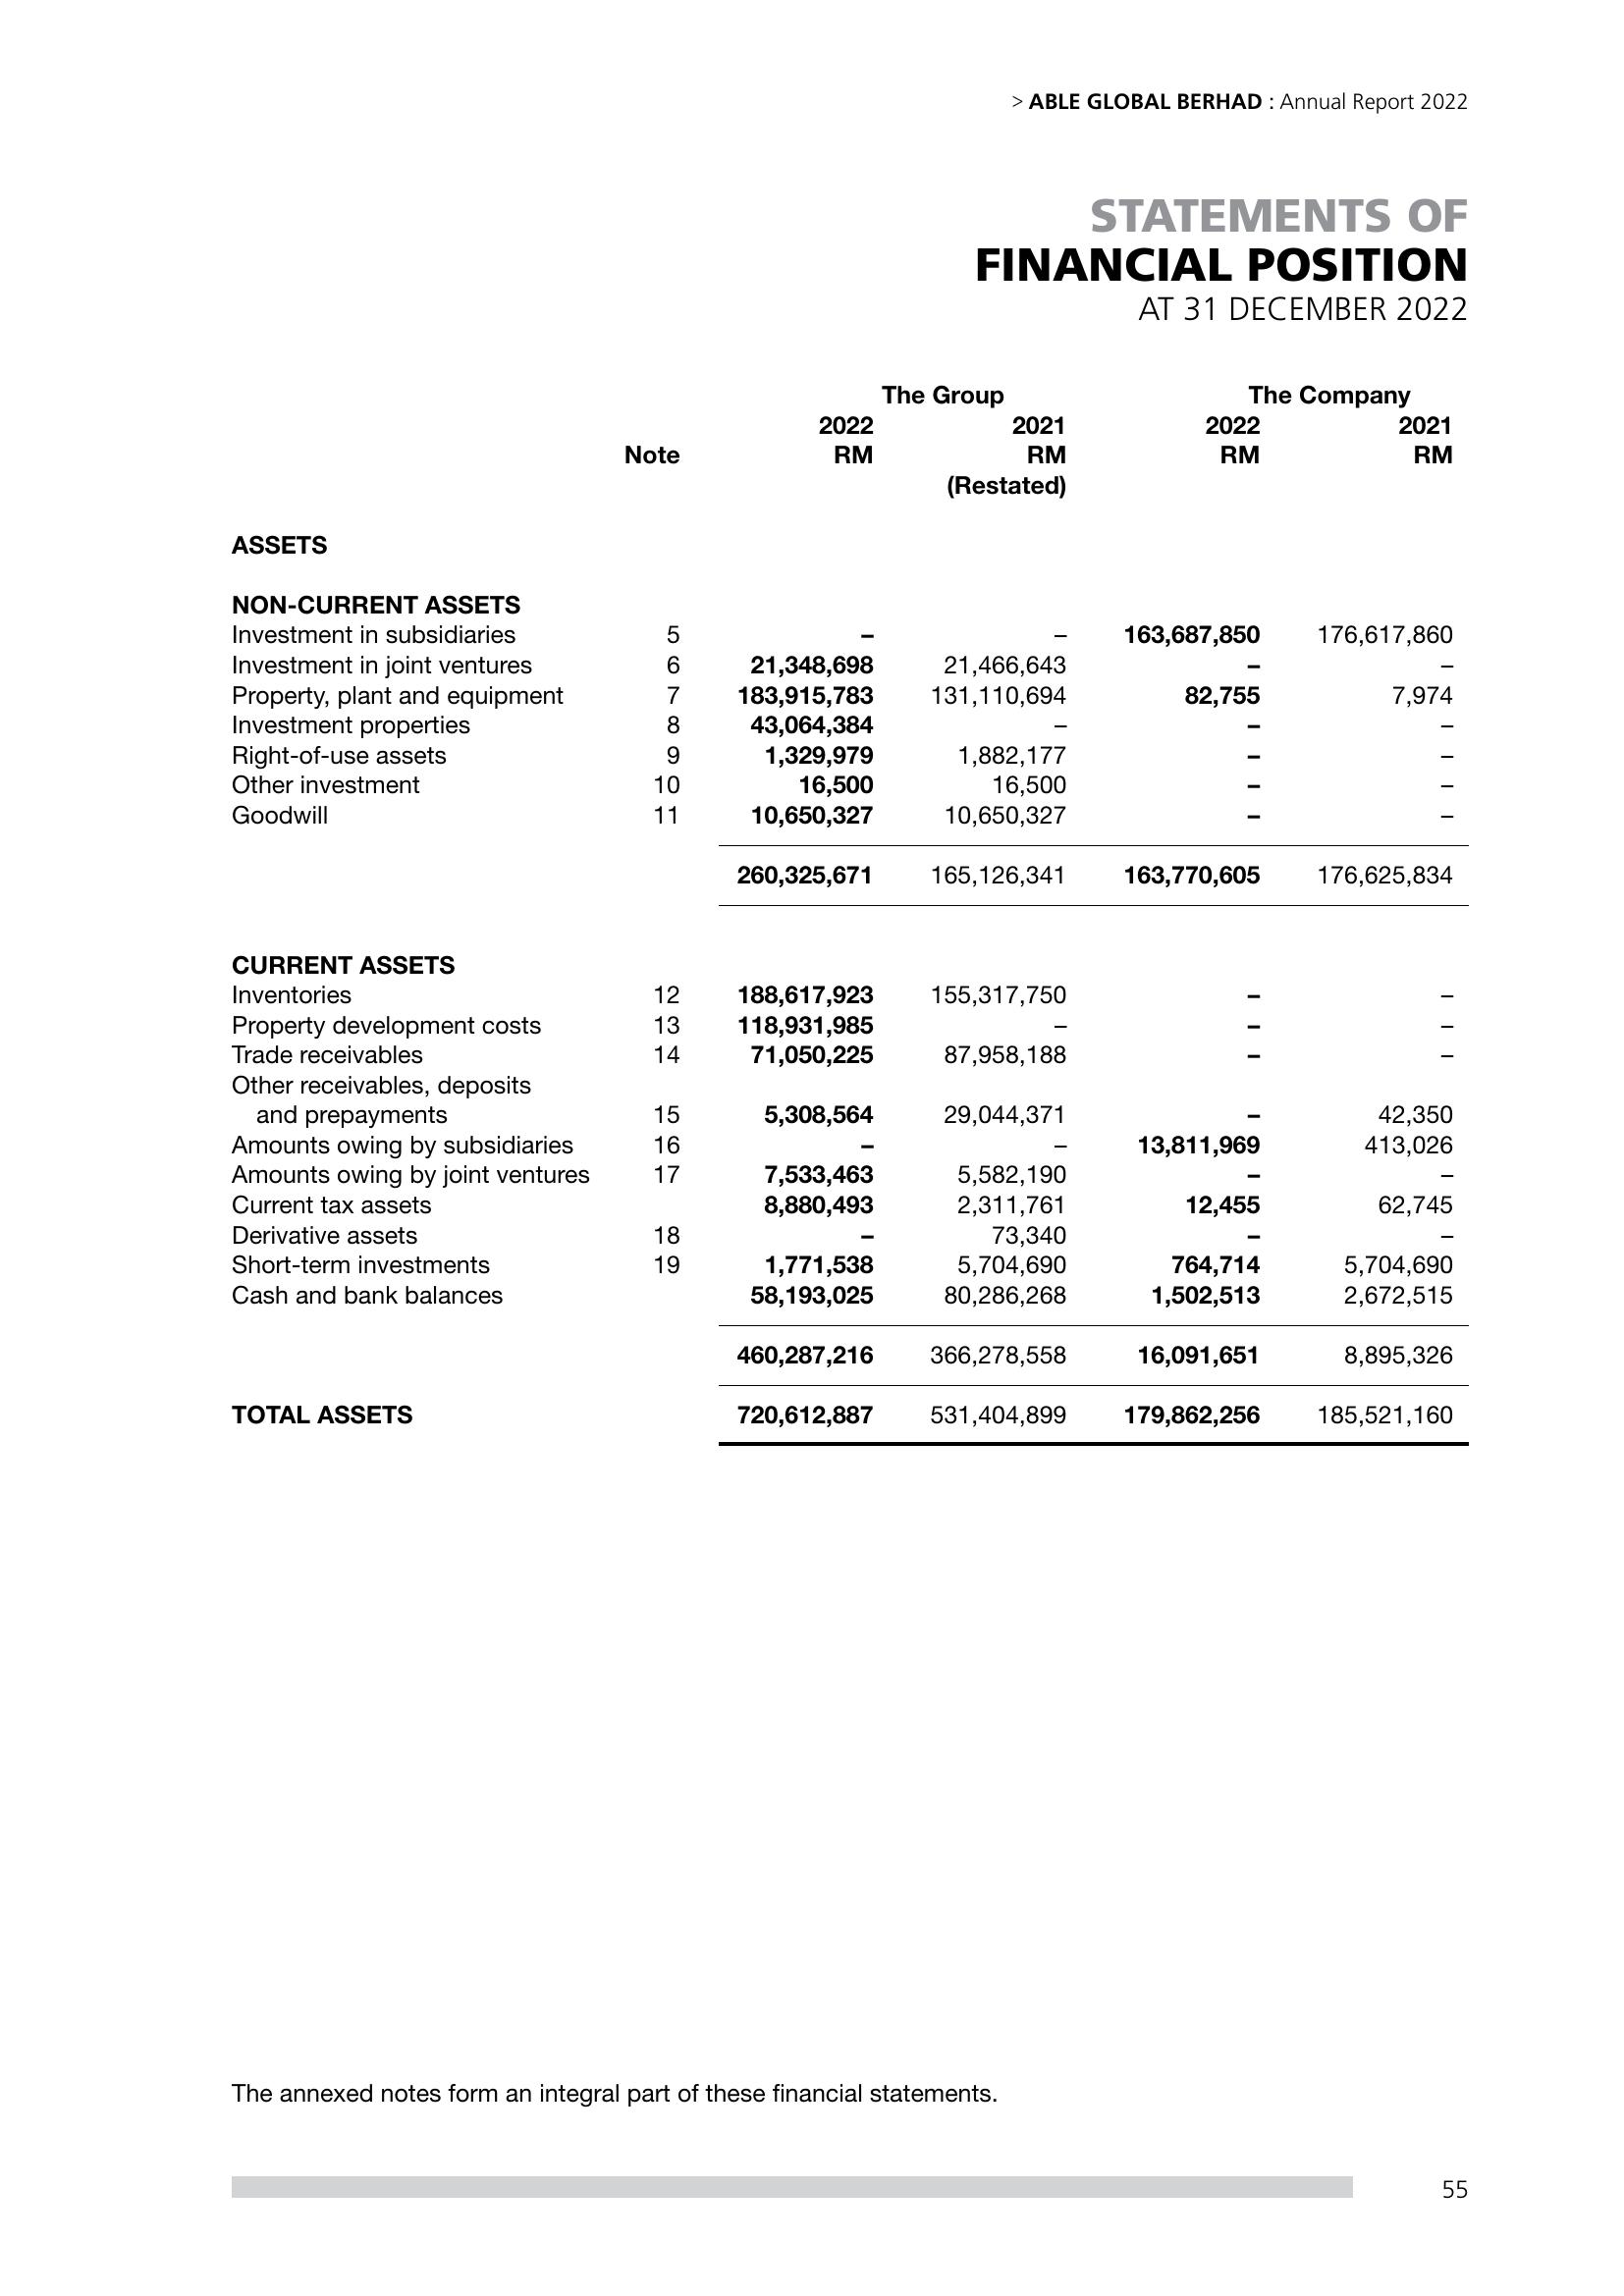 > ABLE GLOBAL BERHAD : Annual Report 2022
STATEMENTS OF
FINANCIAL POSITION
AT 31 DECEMBER 2022
The Group The Company
2022 2021 2022 2021
Note RM RM RM RM
(Restated)
ASSETS
NON-CURRENT ASSETS
Investment in subsidiaries 5 – – 163,687,850 176,617,860
Investment in joint ventures 6 21,348,698 21,466,643 – –
Property, plant and equipment 7 183,915,783 131,110,694 82,755 7,974
Investment properties 8 43,064,384 – – –
Right-of-use assets 9 1,329,979 1,882,177 – –
Other investment 10 16,500 16,500 – –
Goodwill 11 10,650,327 10,650,327 – –
260,325,671 165,126,341 163,770,605 176,625,834
CURRENT ASSETS
Inventories 12 188,617,923 155,317,750 – –
Property development costs 13 118,931,985 – – –
Trade receivables 14 71,050,225 87,958,188 – –
Other receivables, deposits
and prepayments 15 5,308,564 29,044,371 – 42,350
Amounts owing by subsidiaries 16 – – 13,811,969 413,026
Amounts owing by joint ventures 17 7,533,463 5,582,190 – –
Current tax assets 8,880,493 2,311,761 12,455 62,745
Derivative assets 18 – 73,340 – –
Short-term investments 19 1,771,538 5,704,690 764,714 5,704,690
Cash and bank balances 58,193,025 80,286,268 1,502,513 2,672,515
460,287,216 366,278,558 16,091,651 8,895,326
TOTAL ASSETS 720,612,887 531,404,899 179,862,256 185,521,160
The annexed notes form an integral part of these financial statements.
55